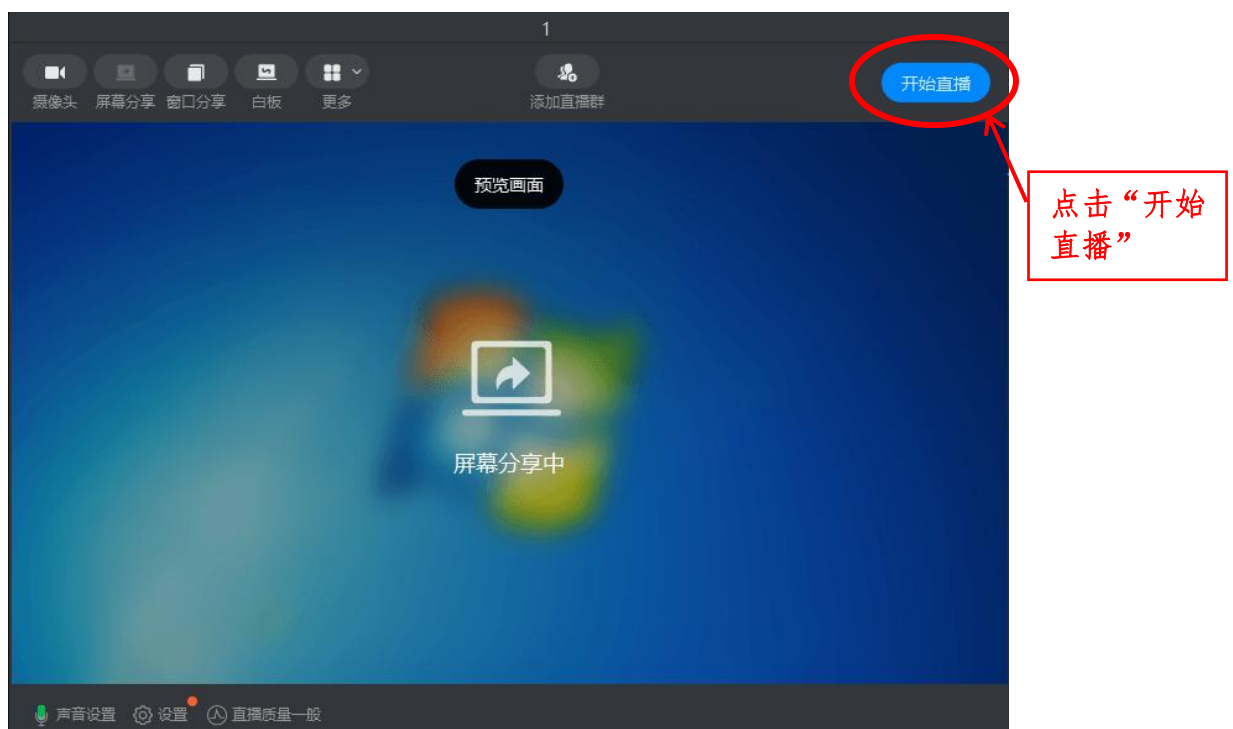 1
摄像头 屏幕分享 窗口分享 白板 更多 添加直播群 开始直播
预览画面
点击“开始
直播”
屏幕分享中
声音设置 设置 直播质量一般